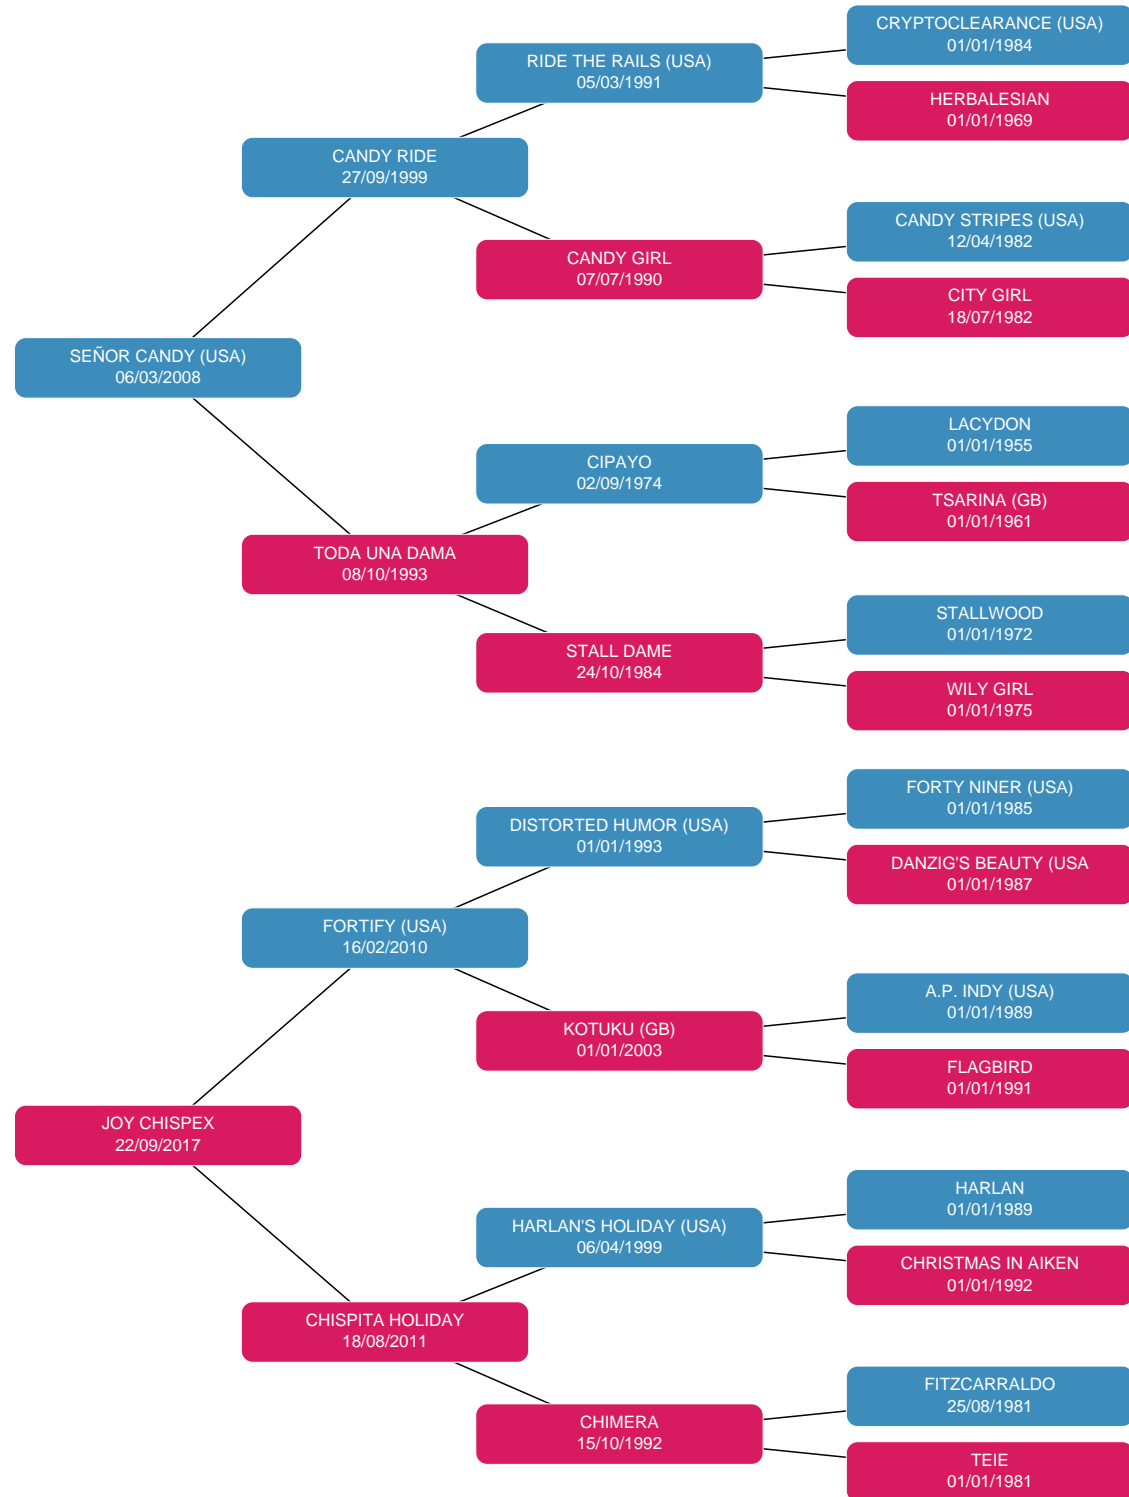 CRYPTOCLEARANCE (USA)
01/01/1984
RIDE THE RAILS (USA)
05/03/1991
HERBALESIAN
01/01/1969
CANDY RIDE
27/09/1999
CANDY STRIPES (USA)
12/04/1982
CANDY GIRL
07/07/1990
CITY GIRL
18/07/1982
SEÑOR CANDY (USA)
06/03/2008
LACYDON
01/01/1955
CIPAYO
02/09/1974
TSARINA (GB)
01/01/1961
TODA UNA DAMA
08/10/1993
STALLWOOD
01/01/1972
STALL DAME
24/10/1984
WILY GIRL
01/01/1975
FORTY NINER (USA)
01/01/1985
DISTORTED HUMOR (USA)
01/01/1993
DANZIG'S BEAUTY (USA
01/01/1987
FORTIFY (USA)
16/02/2010
A.P. INDY (USA)
01/01/1989
KOTUKU (GB)
01/01/2003
FLAGBIRD
01/01/1991
JOY CHISPEX
22/09/2017
HARLAN
01/01/1989
HARLAN'S HOLIDAY (USA)
06/04/1999
CHRISTMAS IN AIKEN
01/01/1992
CHISPITA HOLIDAY
18/08/2011
FITZCARRALDO
25/08/1981
CHIMERA
15/10/1992
TEIE
01/01/1981